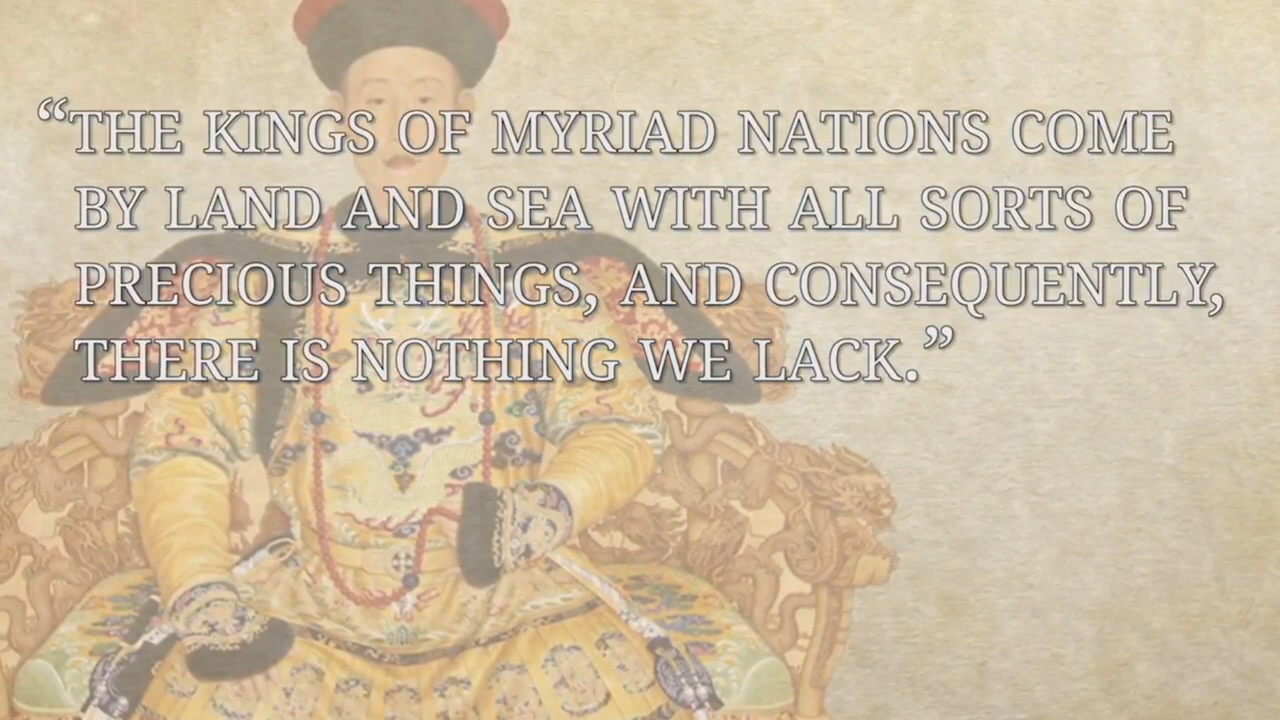 “THE KINGS OF MYRIAD NATIONS COME
BY LAND AND SEA WITH ALL SORTS OF
PRECIOUS THINGS, AND CONSEQUENTLY,
THERE IS NOTHING WE LACK.”